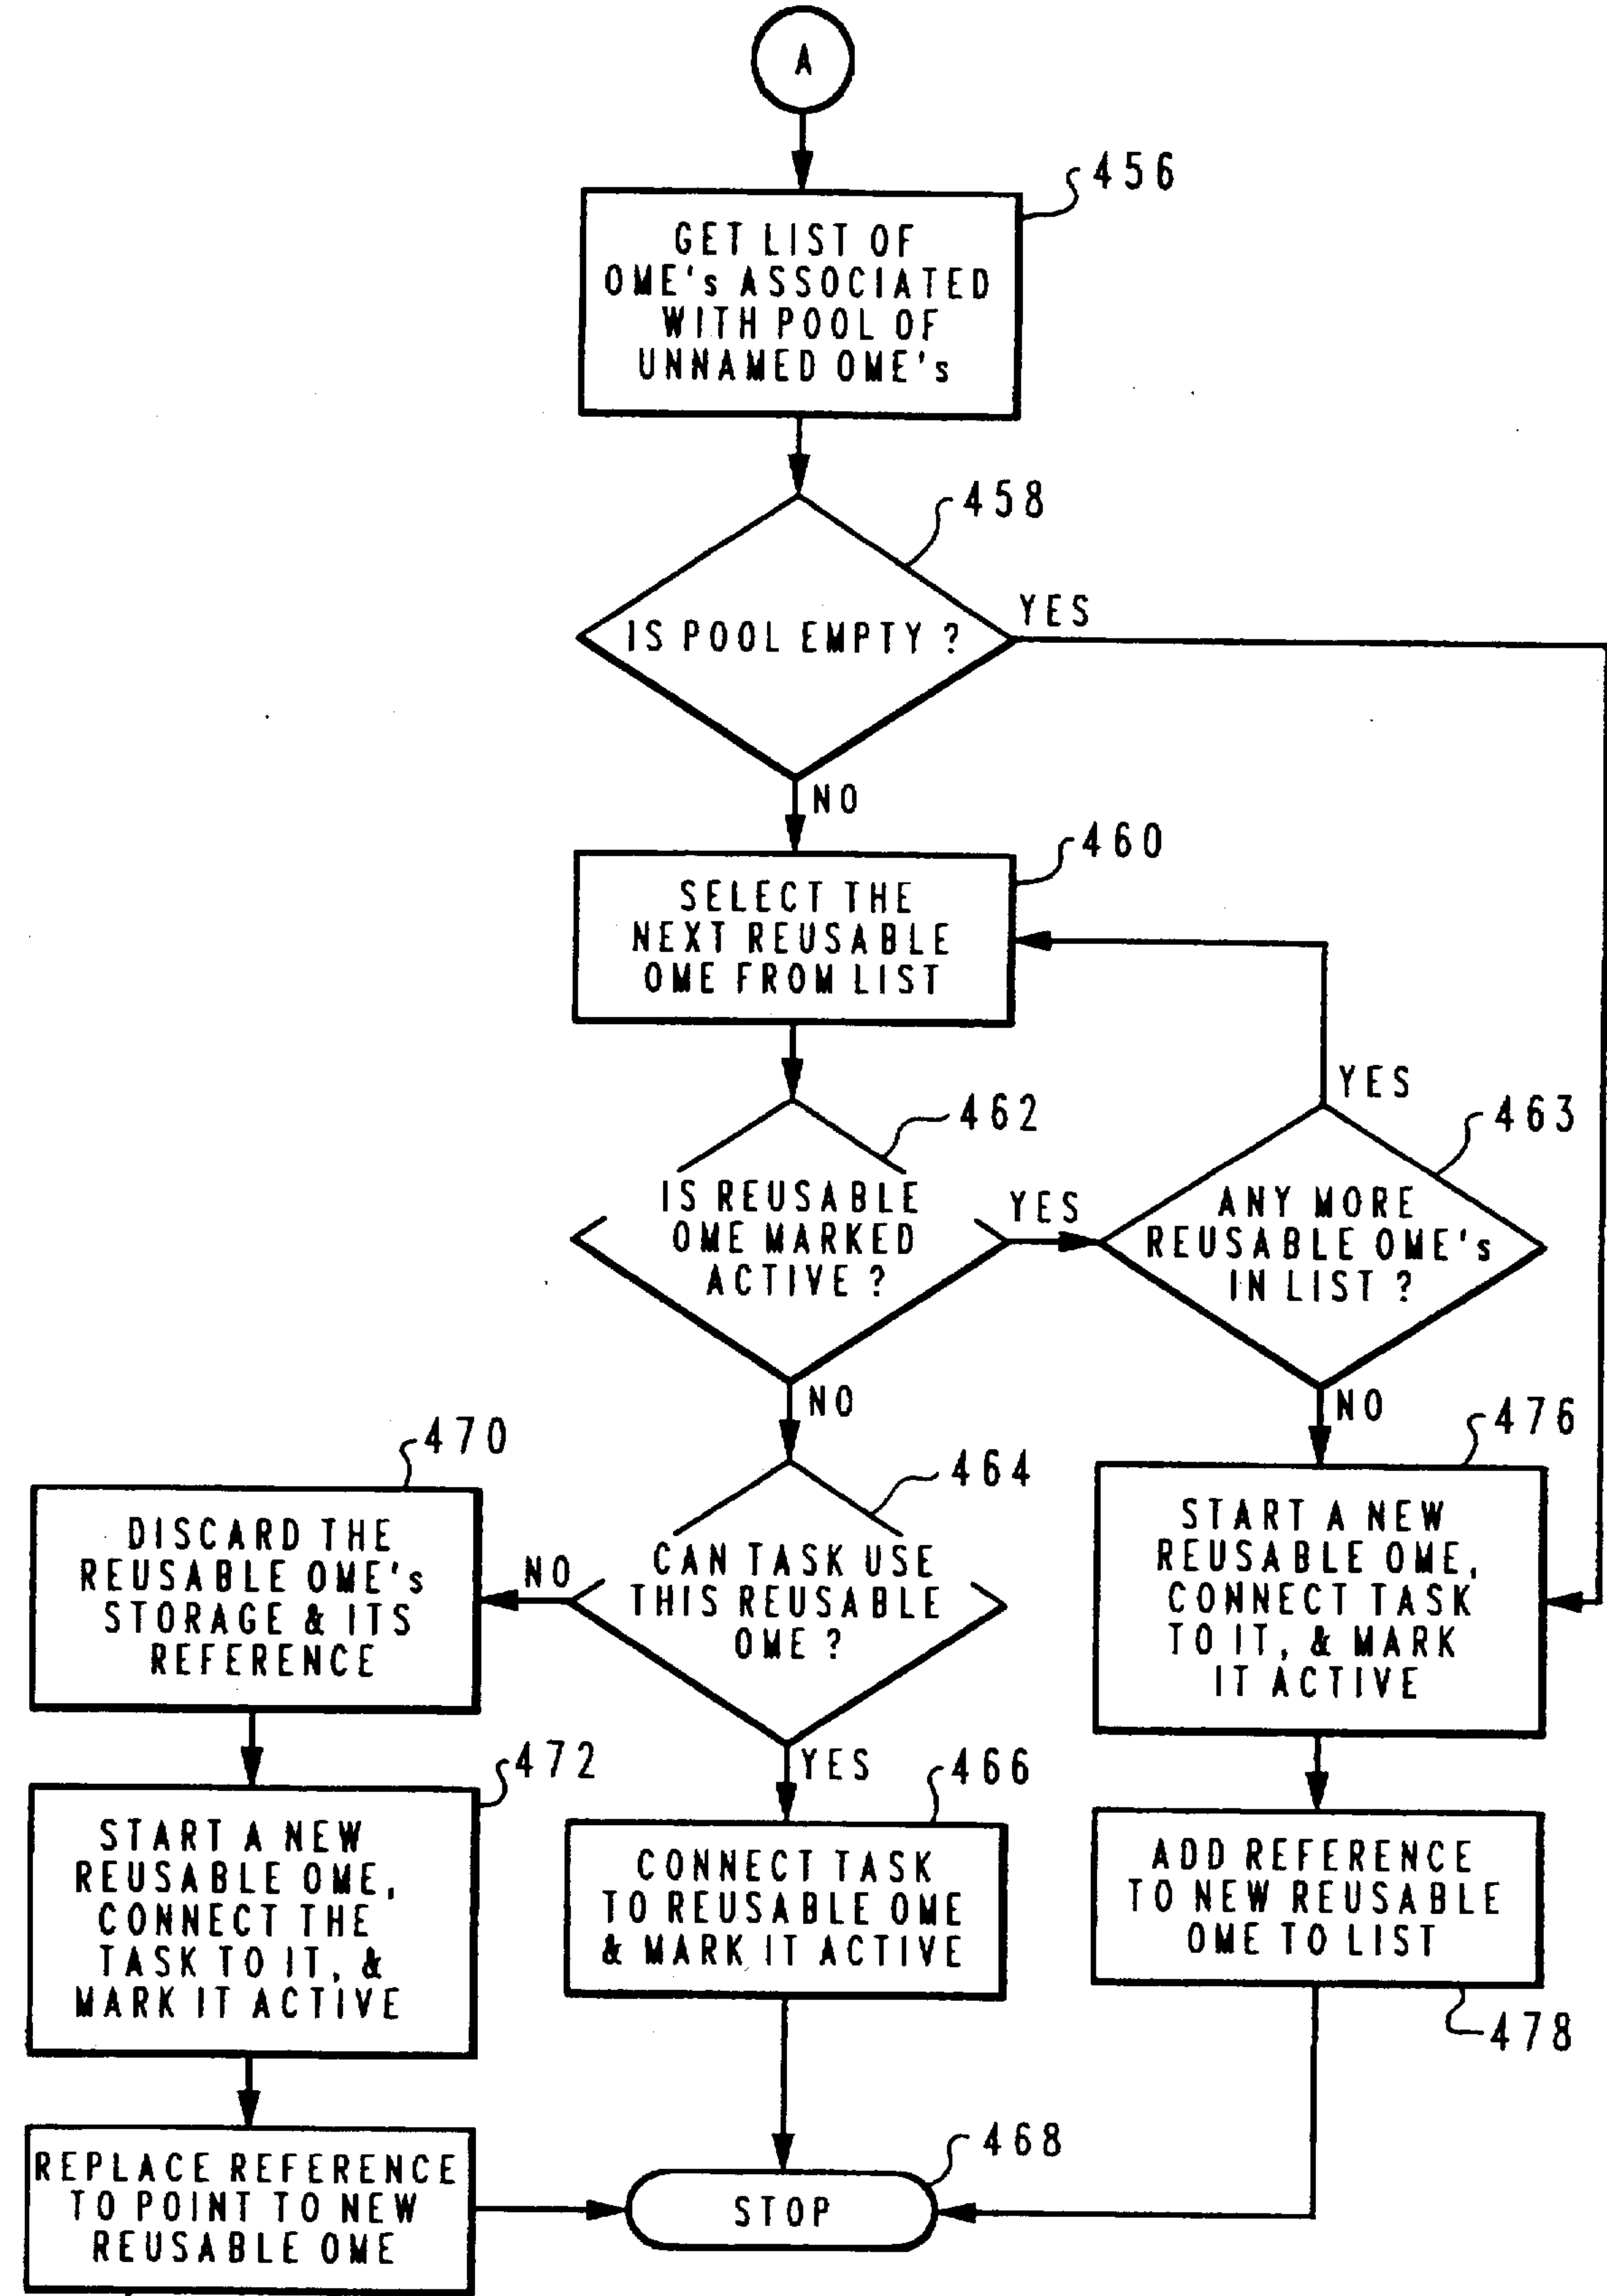 A
456
GET LIST OF
OME's ASSOCIATED
WITH POOL OF
UNNAMED OME's
458
IS POOL EMPTY ?
YES
NO
460
SELECT THE
NEXT REUSABLE
OME FROM LIST
462
IS REUSABLE
OME MARKED
ACTIVE ?
YES
NO
463
ANY MORE
REUSABLE OME's
IN LIST ?
YES
NO
464
CAN TASK USE
THIS REUSABLE
OME ?
NO
YES
470
DISCARD THE
REUSABLE OME's
STORAGE & ITS
REFERENCE
472
START A NEW
REUSABLE OME,
CONNECT THE
TASK TO IT, &
MARK IT ACTIVE
REPLACE REFERENCE
TO POINT TO NEW
REUSABLE OME
466
CONNECT TASK
TO REUSABLE OME
& MARK IT ACTIVE
476
START A NEW
REUSABLE OME,
CONNECT TASK
TO IT, & MARK
IT ACTIVE
ADD REFERENCE
TO NEW REUSABLE
OME TO LIST
478
468
STOP